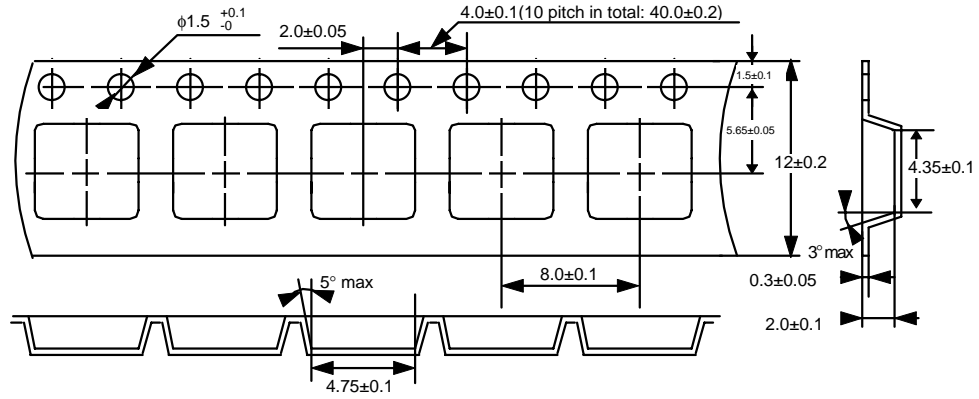 ϕ1.5 +0.1 -0
2.0±0.05
4.0±0.1(10 pitch in total: 40.0±0.2)
1.5±0.1
5.65±0.05
12±0.2
4.35±0.1
3° max
0.3±0.05
2.0±0.1
8.0±0.1
5° max
4.75±0.1